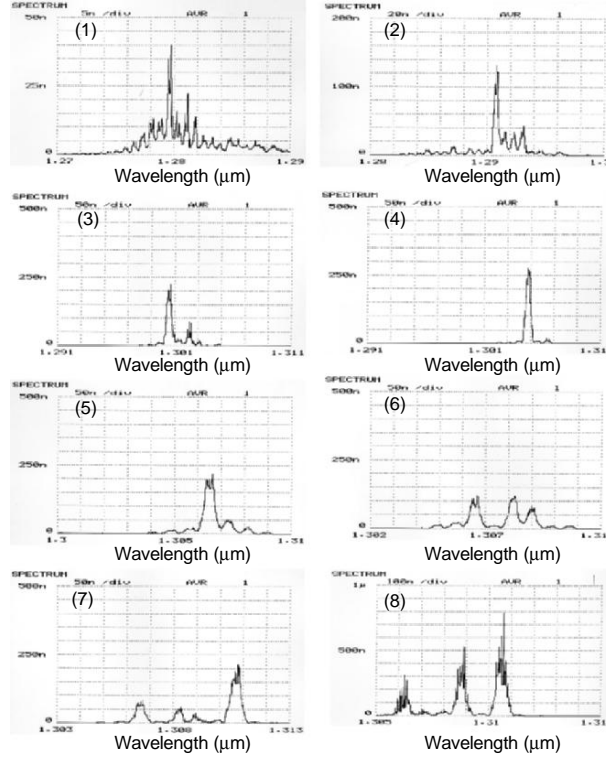 SPECTRUM 5n /div AVR 1
50n
(1)
25n
0
1.27 1.28 1.29
Wavelength (μm)
SPECTRUM 20n /div AVR 1
200n
(2)
100n
0
1.28 1.29
Wavelength (μm)
SPECTRUM 50n /div AVR 1
500n
(3)
250n
0
1.291 1.301 1.311
Wavelength (μm)
SPECTRUM 50n /div AVR 1
500n
(4)
250n
0
1.291 1.301 1.31
Wavelength (μm)
SPECTRUM 50n /div AVR 1
500n
(5)
250n
0
1.3 1.305 1.31
Wavelength (μm)
SPECTRUM 50n /div AVR 1
500n
(6)
250n
0
1.302 1.307 1.31
Wavelength (μm)
SPECTRUM 50n /div AVR 1
500n
(7)
250n
0
1.303 1.308 1.313
Wavelength (μm)
SPECTRUM 100n /div AVR 1
1μ
(8)
500n
0
1.305 1.31 1.31
Wavelength (μm)